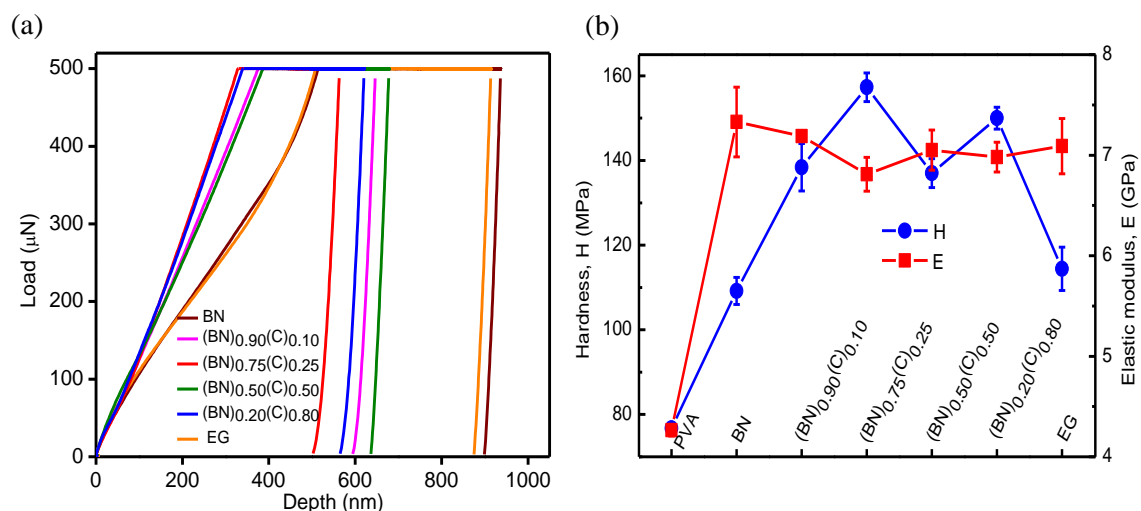 (a)
500
400
300
200
100
0
Load (μN)
BN
(BN)0.90(C)0.10
(BN)0.75(C)0.25
(BN)0.50(C)0.50
(BN)0.20(C)0.80
EG
0 200 400 600 800 1000
Depth (nm)
(b)
160
140
120
100
80
Hardness, H (MPa)
H
E
8
7
6
5
4
Elastic modulus, E (GPa)
PVA
BN
(BN)0.90(C)0.10
(BN)0.75(C)0.25
(BN)0.50(C)0.50
(BN)0.20(C)0.80
EG